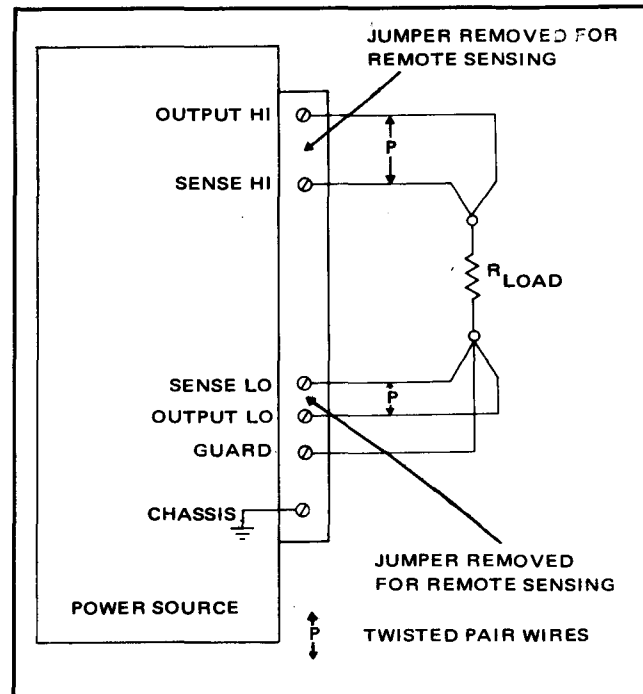 JUMPER REMOVED FOR
REMOTE SENSING
OUTPUT HI
P
SENSE HI
R LOAD
SENSE LO
P
OUTPUT LO
GUARD
CHASSIS
JUMPER REMOVED
FOR REMOTE SENSING
POWER SOURCE
P TWISTED PAIR WIRES